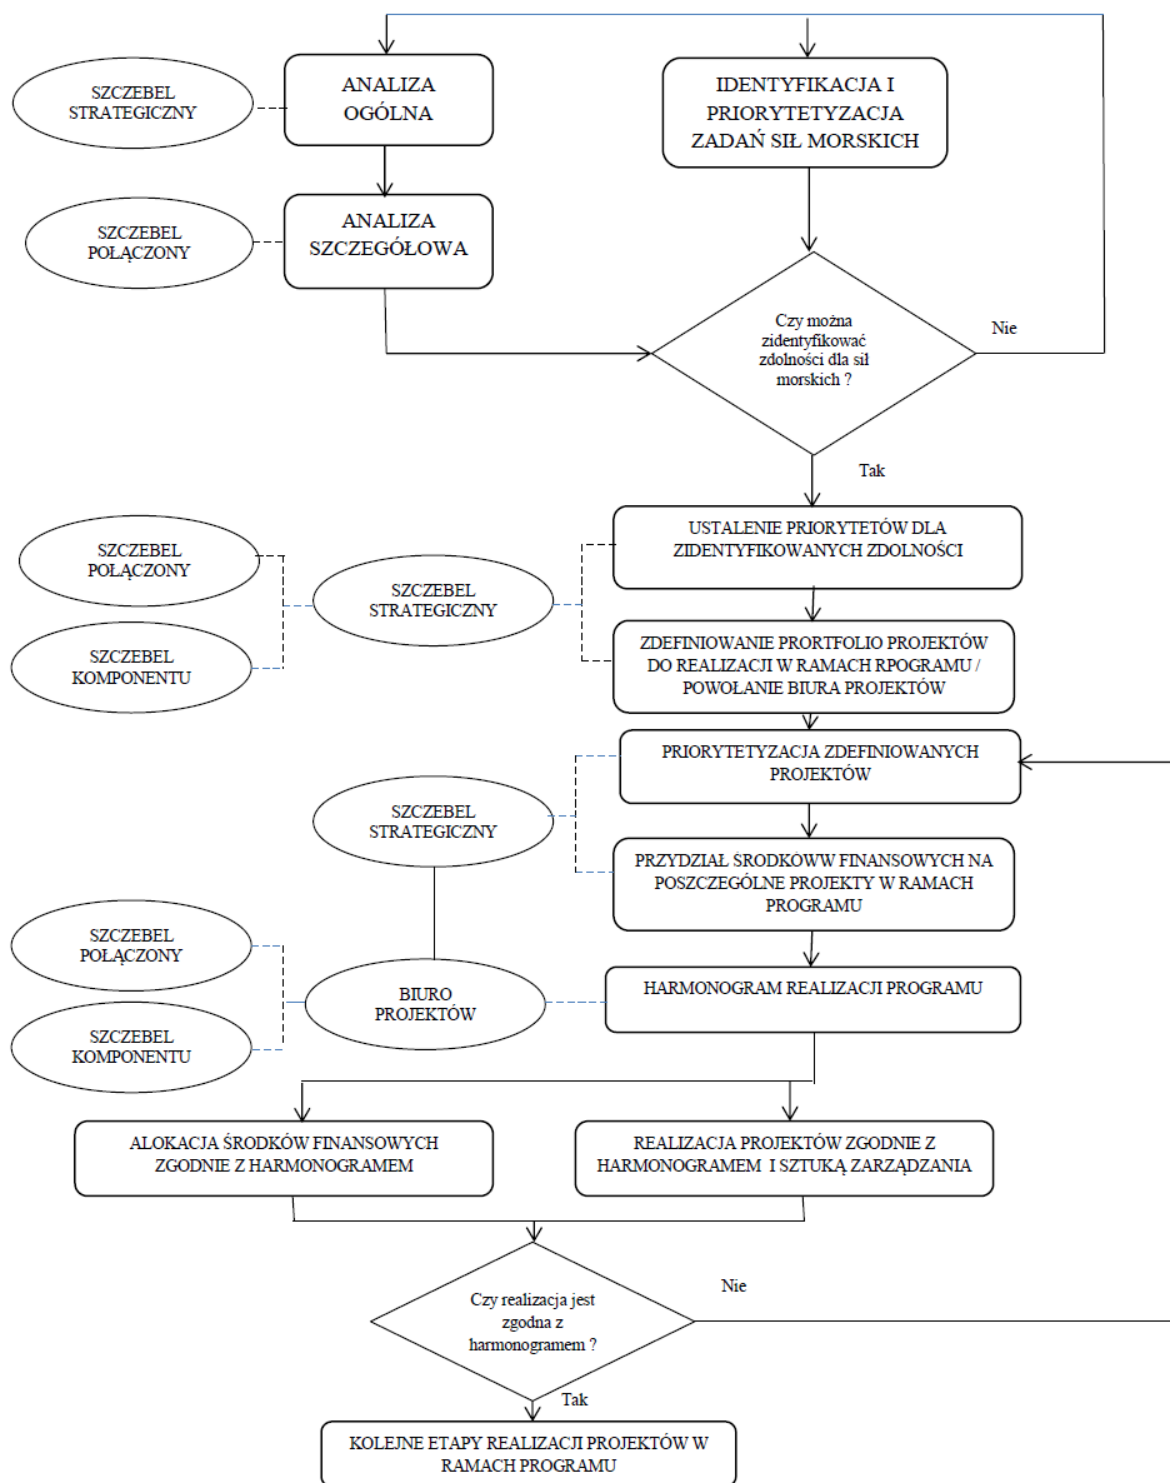 SZCZEBEL
STRATEGICZNY
ANALIZA
OGÓLNA
IDENTYFIKACJA I
PRIORYTETYZACJA
ZADAŃ SIŁ MORSKICH
SZCZEBEL
POŁĄCZONY
ANALIZA
SZCZEGÓŁOWA
Czy można
zidentyfikować
zdolności dla sił
morskich ?
Nie
Tak
USTALENIE PRIORYTETÓW DLA
ZIDENTYFIKOWANYCH ZDOLNOŚCI
SZCZEBEL
POŁĄCZONY
SZCZEBEL
STRATEGICZNY
SZCZEBEL
KOMPONENTU
ZDEFINIOWANIE PRORTFOLIO PROJEKTÓW
DO REALIZACJI W RAMACH RPOGRAMU /
POWOŁANIE BIURA PROJEKTÓW
PRIORYTETYZACJA ZDEFINIOWANYCH
PROJEKTÓW
SZCZEBEL
STRATEGICZNY
PRZYDZIAŁ ŚRODKÓWW FINANSOWYCH NA
POSZCZEGÓLNE PROJEKTY W RAMACH
PROGRAMU
SZCZEBEL
POŁĄCZONY
BIURO
PROJEKTÓW
HARMONOGRAM REALIZACJI PROGRAMU
SZCZEBEL
KOMPONENTU
ALOKACJA ŚRODKÓW FINANSOWYCH
ZGODNIE Z HARMONOGRAMEM
REALIZACJA PROJEKTÓW ZGODNIE Z
HARMONOGRAMEM I SZTUKĄ ZARZĄDZANIA
Czy realizacja jest
zgodna z
harmonogramem ?
Nie
Tak
KOLEJNE ETAPY REALIZACJI PROJEKTÓW W
RAMACH PROGRAMU